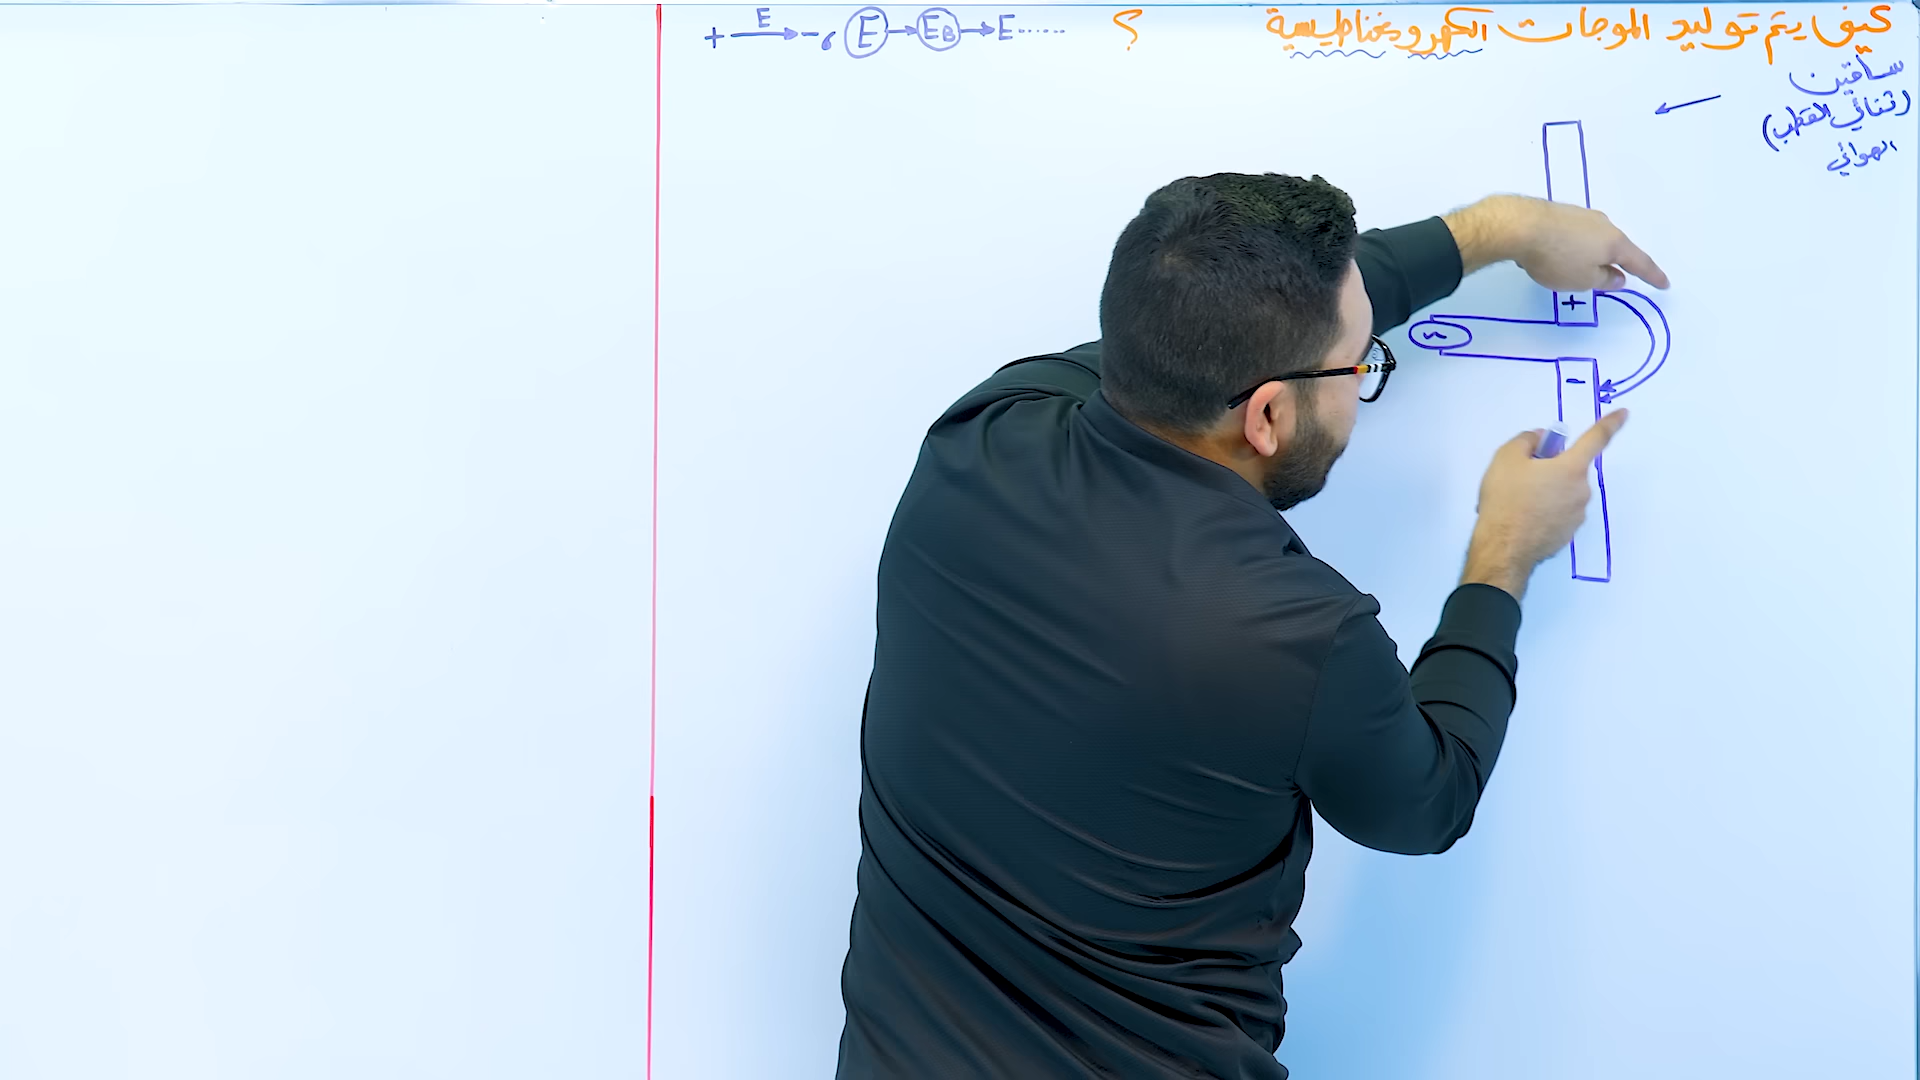 كيف يتم توليد الموجات الكهرومغناطيسية ؟
+ E → - , E → EB → E ......
ساقين
(ثنائي القطب)
الهوائي
+
~
-